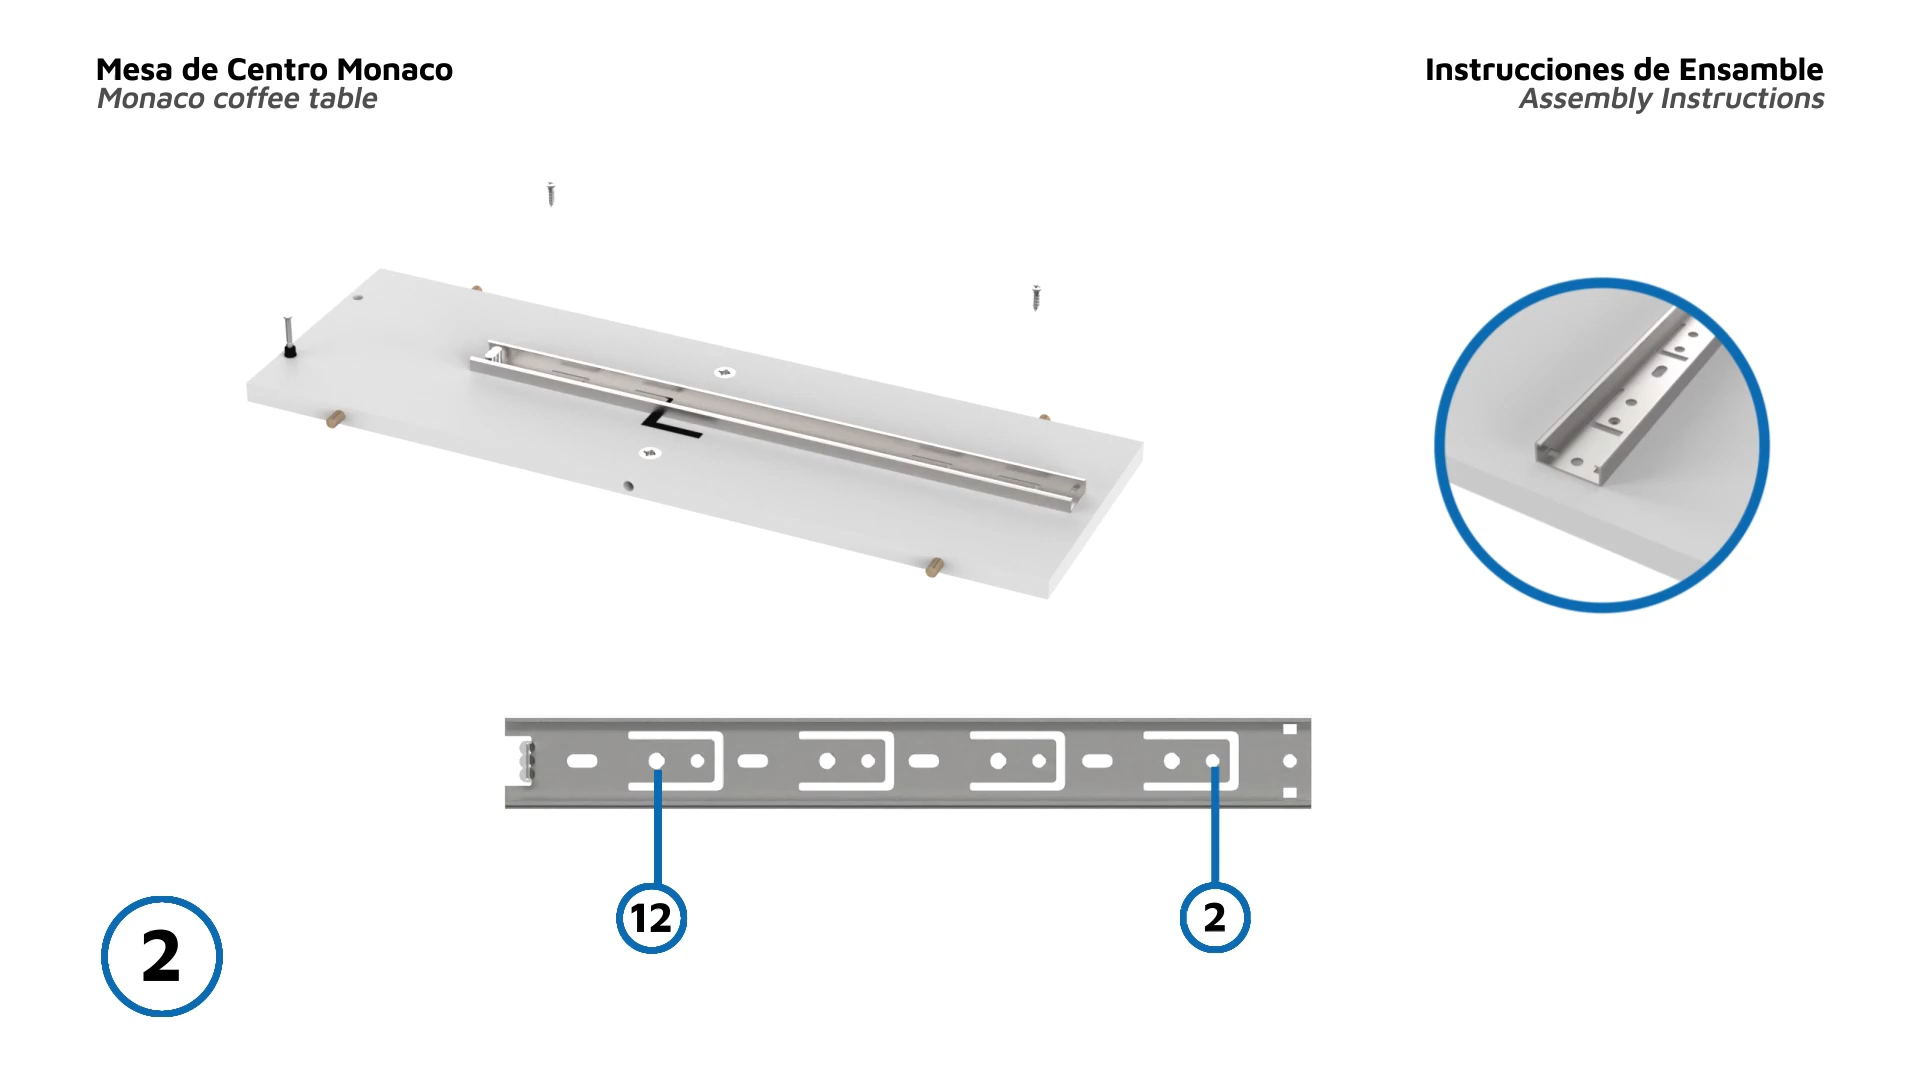 Mesa de Centro Monaco
Monaco coffee table
Instrucciones de Ensamble
Assembly Instructions
L
12
2
2